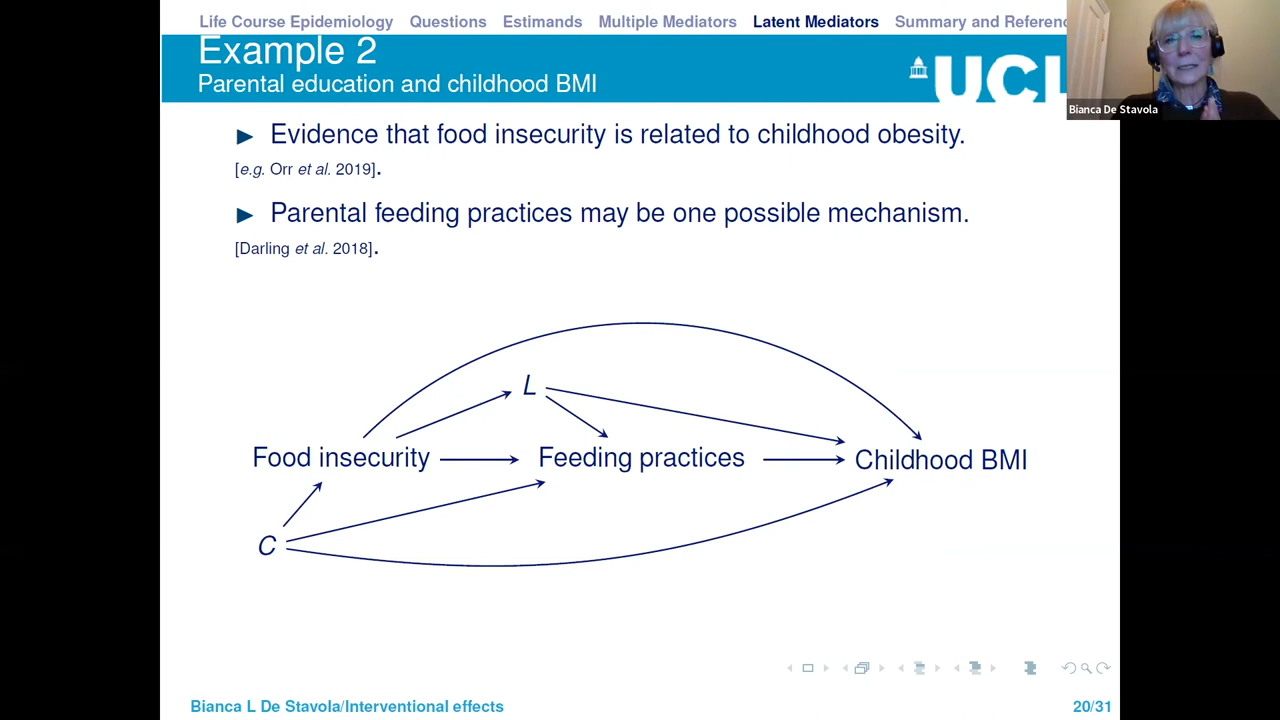 Life Course Epidemiology Questions Estimands Multiple Mediators Latent Mediators Summary and Referenc
Example 2
Parental education and childhood BMI
UCL
Bianca De Stavola
► Evidence that food insecurity is related to childhood obesity.
[e.g. Orr et al. 2019].
► Parental feeding practices may be one possible mechanism.
[Darling et al. 2018].
L
Food insecurity Feeding practices Childhood BMI
C
Bianca L De Stavola/Interventional effects 20/31